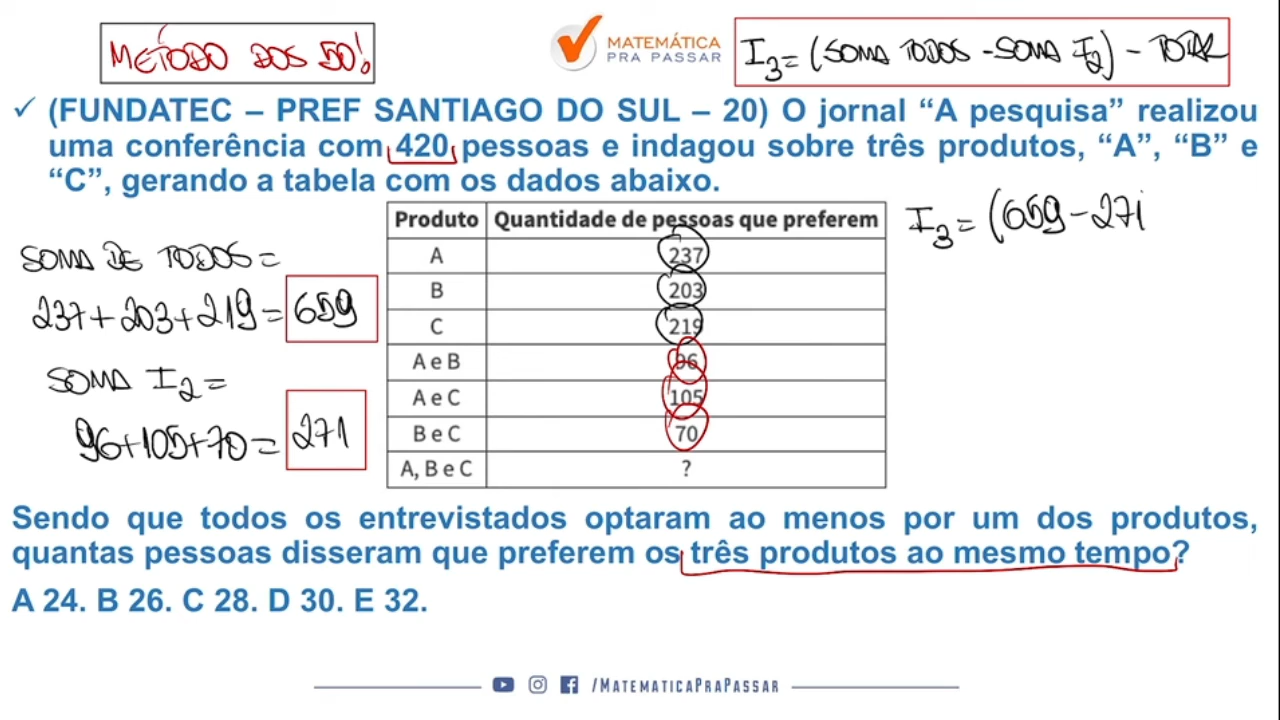 MÉTODO DOS 50!
MATEMÁTICA
PRA PASSAR
I3 = (SOMA TODOS - SOMA I2) - TOTAL
✓ (FUNDATEC – PREF SANTIAGO DO SUL – 20) O jornal “A pesquisa” realizou
uma conferência com 420 pessoas e indagou sobre três produtos, “A”, “B” e
“C”, gerando a tabela com os dados abaixo.
Produto Quantidade de pessoas que preferem
A 237
B 203
C 219
A e B 96
A e C 105
B e C 70
A, B e C ?
SOMA DE TODOS =
237+203+219= 659
SOMA I2 =
96+105+70= 271
I3 = (659 - 271
Sendo que todos os entrevistados optaram ao menos por um dos produtos,
quantas pessoas disseram que preferem os três produtos ao mesmo tempo?
A 24. B 26. C 28. D 30. E 32.
/MATEMATICAPRAPASSAR